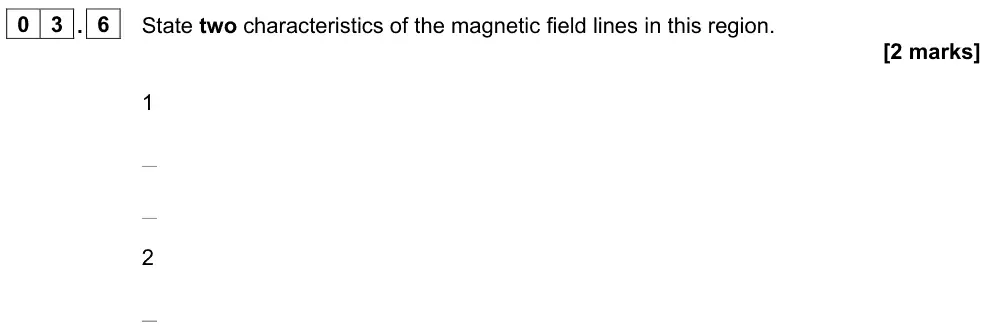 0 3 . 6 State two characteristics of the magnetic field lines in this region.
[2 marks]
1
2